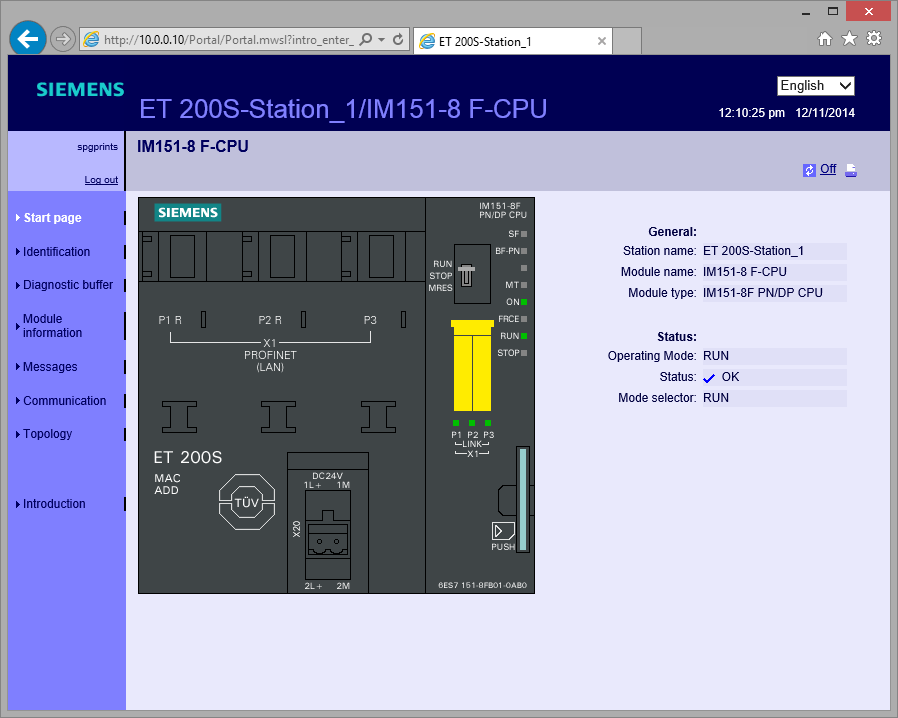 http://10.0.0.10/Portal/Portal.mwsl?intro_enter_
ET 200S-Station_1
SIEMENS
ET 200S-Station_1/IM151-8 F-CPU
English
12:10:25 pm 12/11/2014
spgprints
Log out
IM151-8 F-CPU
Off
Start page
Identification
Diagnostic buffer
Module
information
Messages
Communication
Topology
Introduction
SIEMENS
IM151-8F
PN/DP CPU
SF
BF-PN
RUN
STOP
MRES
MT
ON
FRCE
RUN
STOP
P1 R
P2 R
P3
X1
PROFINET
(LAN)
P1 P2 P3
LINK
X1
ET 200S
MAC
ADD
TÜV
DC24V
1L+ 1M
X20
2L+ 2M
PUSH
6ES7 151-8FB01-0AB0
General:
Station name: ET 200S-Station_1
Module name: IM151-8 F-CPU
Module type: IM151-8F PN/DP CPU
Status:
Operating Mode: RUN
Status: OK
Mode selector: RUN